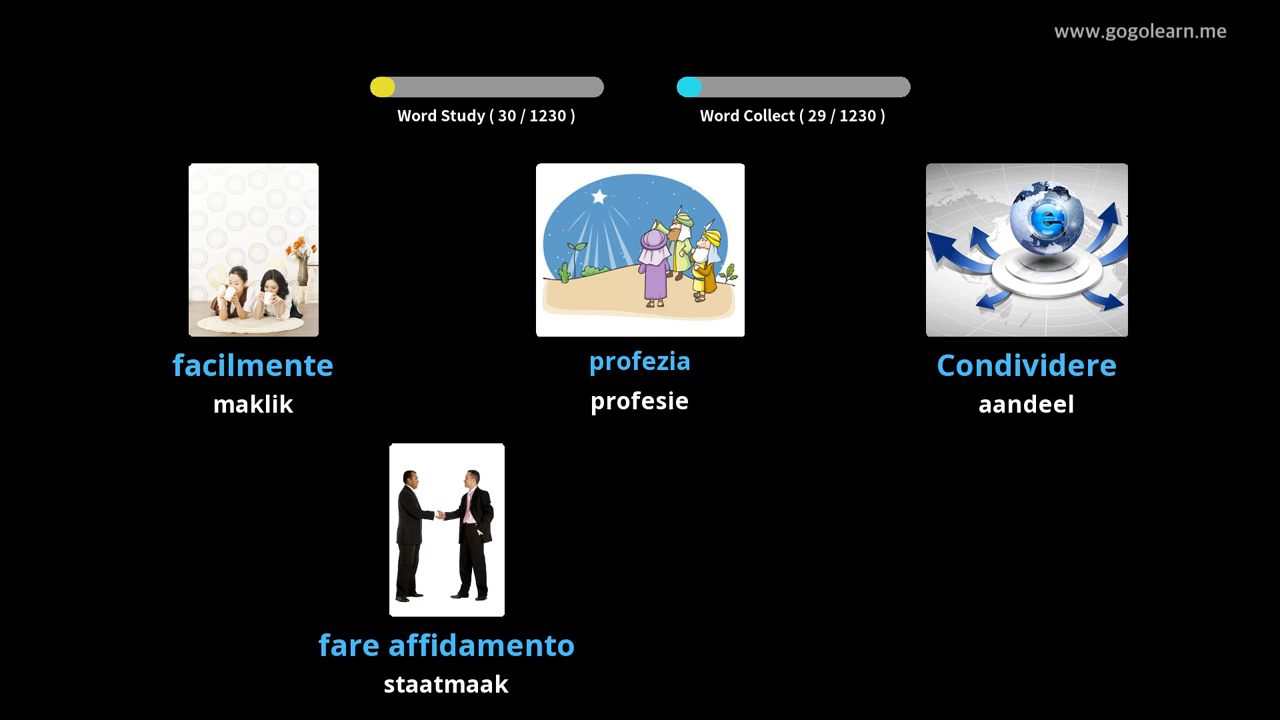 www.gogolearn.me
Word Study ( 30 / 1230 )
Word Collect ( 29 / 1230 )
e
facilmente
maklik
profezia
profesie
Condividere
aandeel
fare affidamento
staatmaak